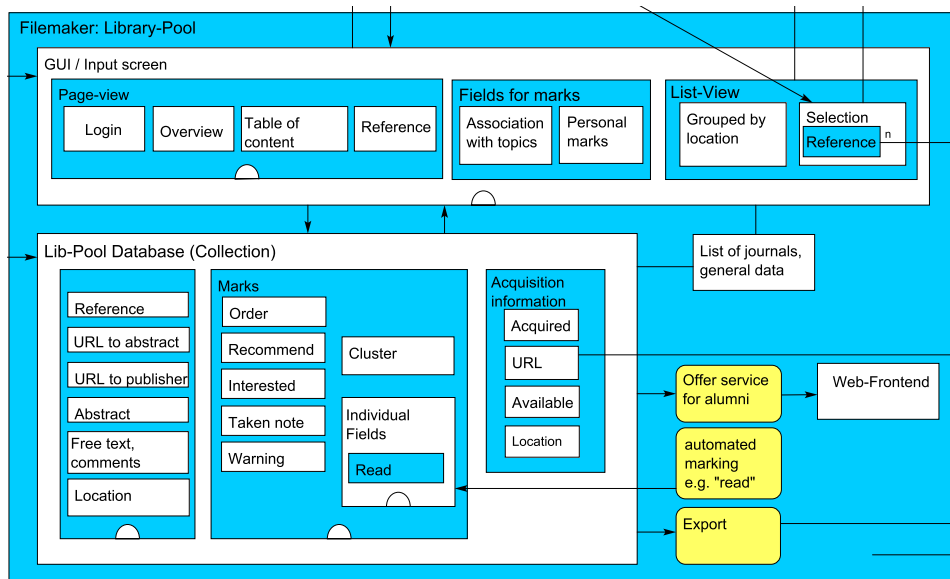 Filemaker: Library-Pool
GUI / Input screen
Page-view
Login
Overview
Table of
content
Reference
Fields for marks
Association
with topics
Personal
marks
List-View
Grouped by
location
Selection
Reference
n
Lib-Pool Database (Collection)
Reference
URL to abstract
URL to publisher
Abstract
Free text,
comments
Location
Marks
Order
Recommend
Interested
Taken note
Warning
Cluster
Individual
Fields
Read
Acquisition
information
Acquired
URL
Available
Location
List of journals,
general data
Offer service
for alumni
Web-Frontend
automated
marking
e.g. "read"
Export